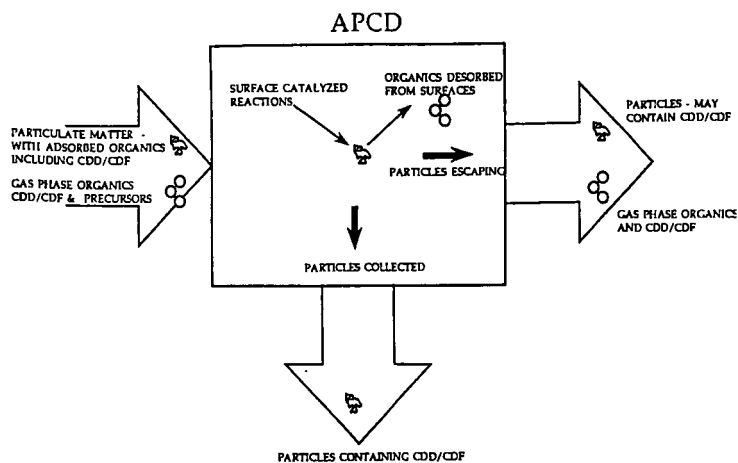 APCD
SURFACE CATALYZED
REACTIONS
ORGANICS DESORBED
FROM SURFACES
PARTICULATE MATTER -
WITH ADSORBED ORGANICS
INCLUDING CDD/CDF
GAS PHASE ORGANICS
CDD/CDF & PRECURSORS
PARTICLES ESCAPING
PARTICLES COLLECTED
PARTICLES - MAY
CONTAIN CDD/CDF
GAS PHASE ORGANICS
AND CDD/CDF
PARTICLES CONTAINING CDD/CDF